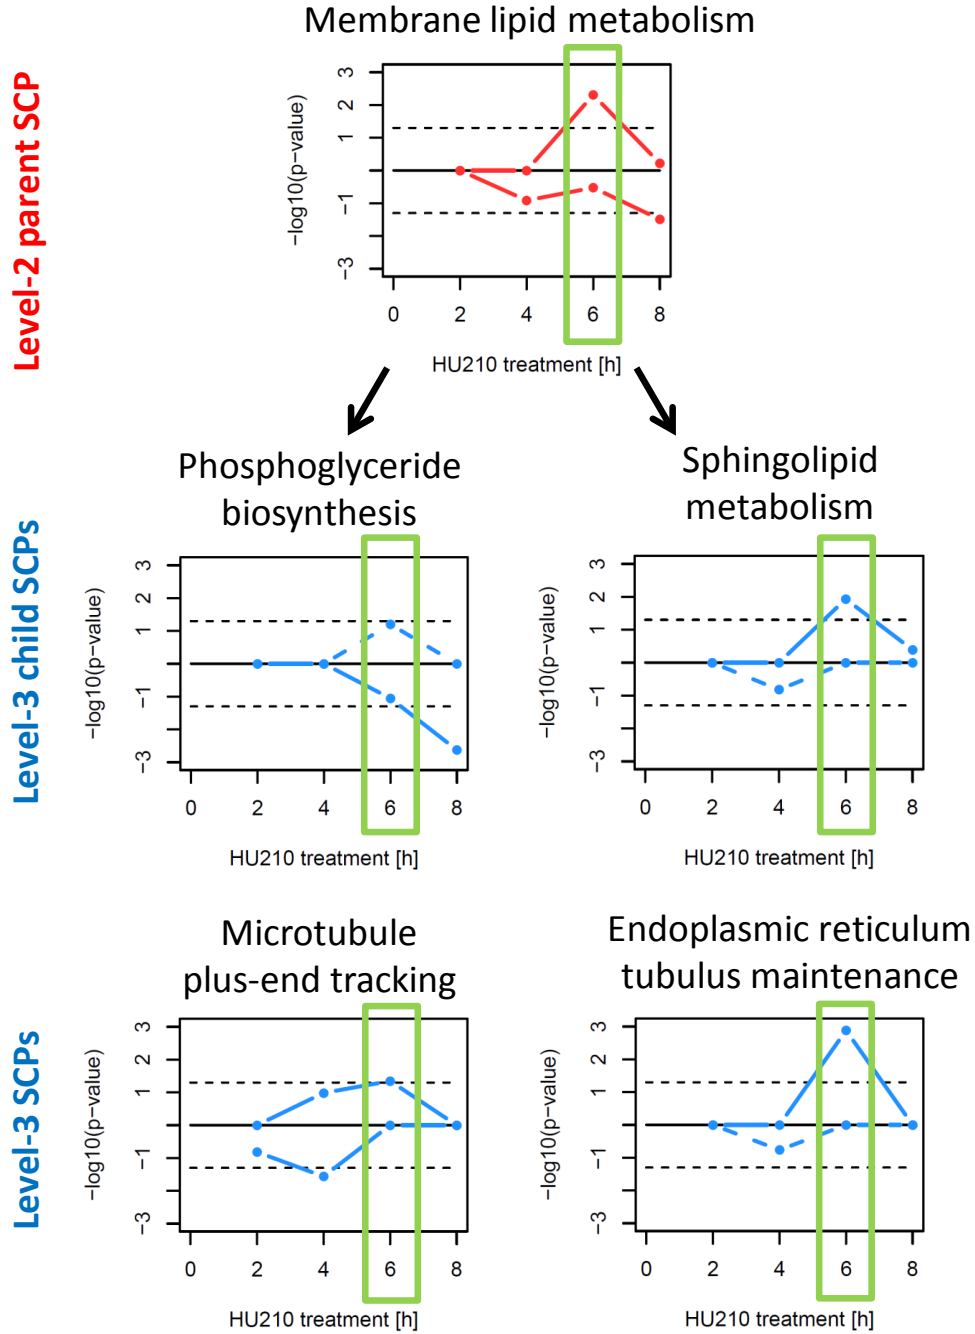 Membrane lipid metabolism
Level-2 parent SCP
−log10(p−value)
3
2
1
−1
−3
0 2 4 6 8
HU210 treatment [h]
Level-3 child SCPs
Phosphoglyceride
biosynthesis
−log10(p−value)
3
2
1
−1
−3
0 2 4 6 8
HU210 treatment [h]
Sphingolipid
metabolism
−log10(p−value)
3
2
1
−1
−3
0 2 4 6 8
HU210 treatment [h]
Level-3 SCPs
Microtubule
plus-end tracking
−log10(p−value)
3
2
1
−1
−3
0 2 4 6 8
HU210 treatment [h]
Endoplasmic reticulum
tubulus maintenance
−log10(p−value)
3
2
1
−1
−3
0 2 4 6 8
HU210 treatment [h]